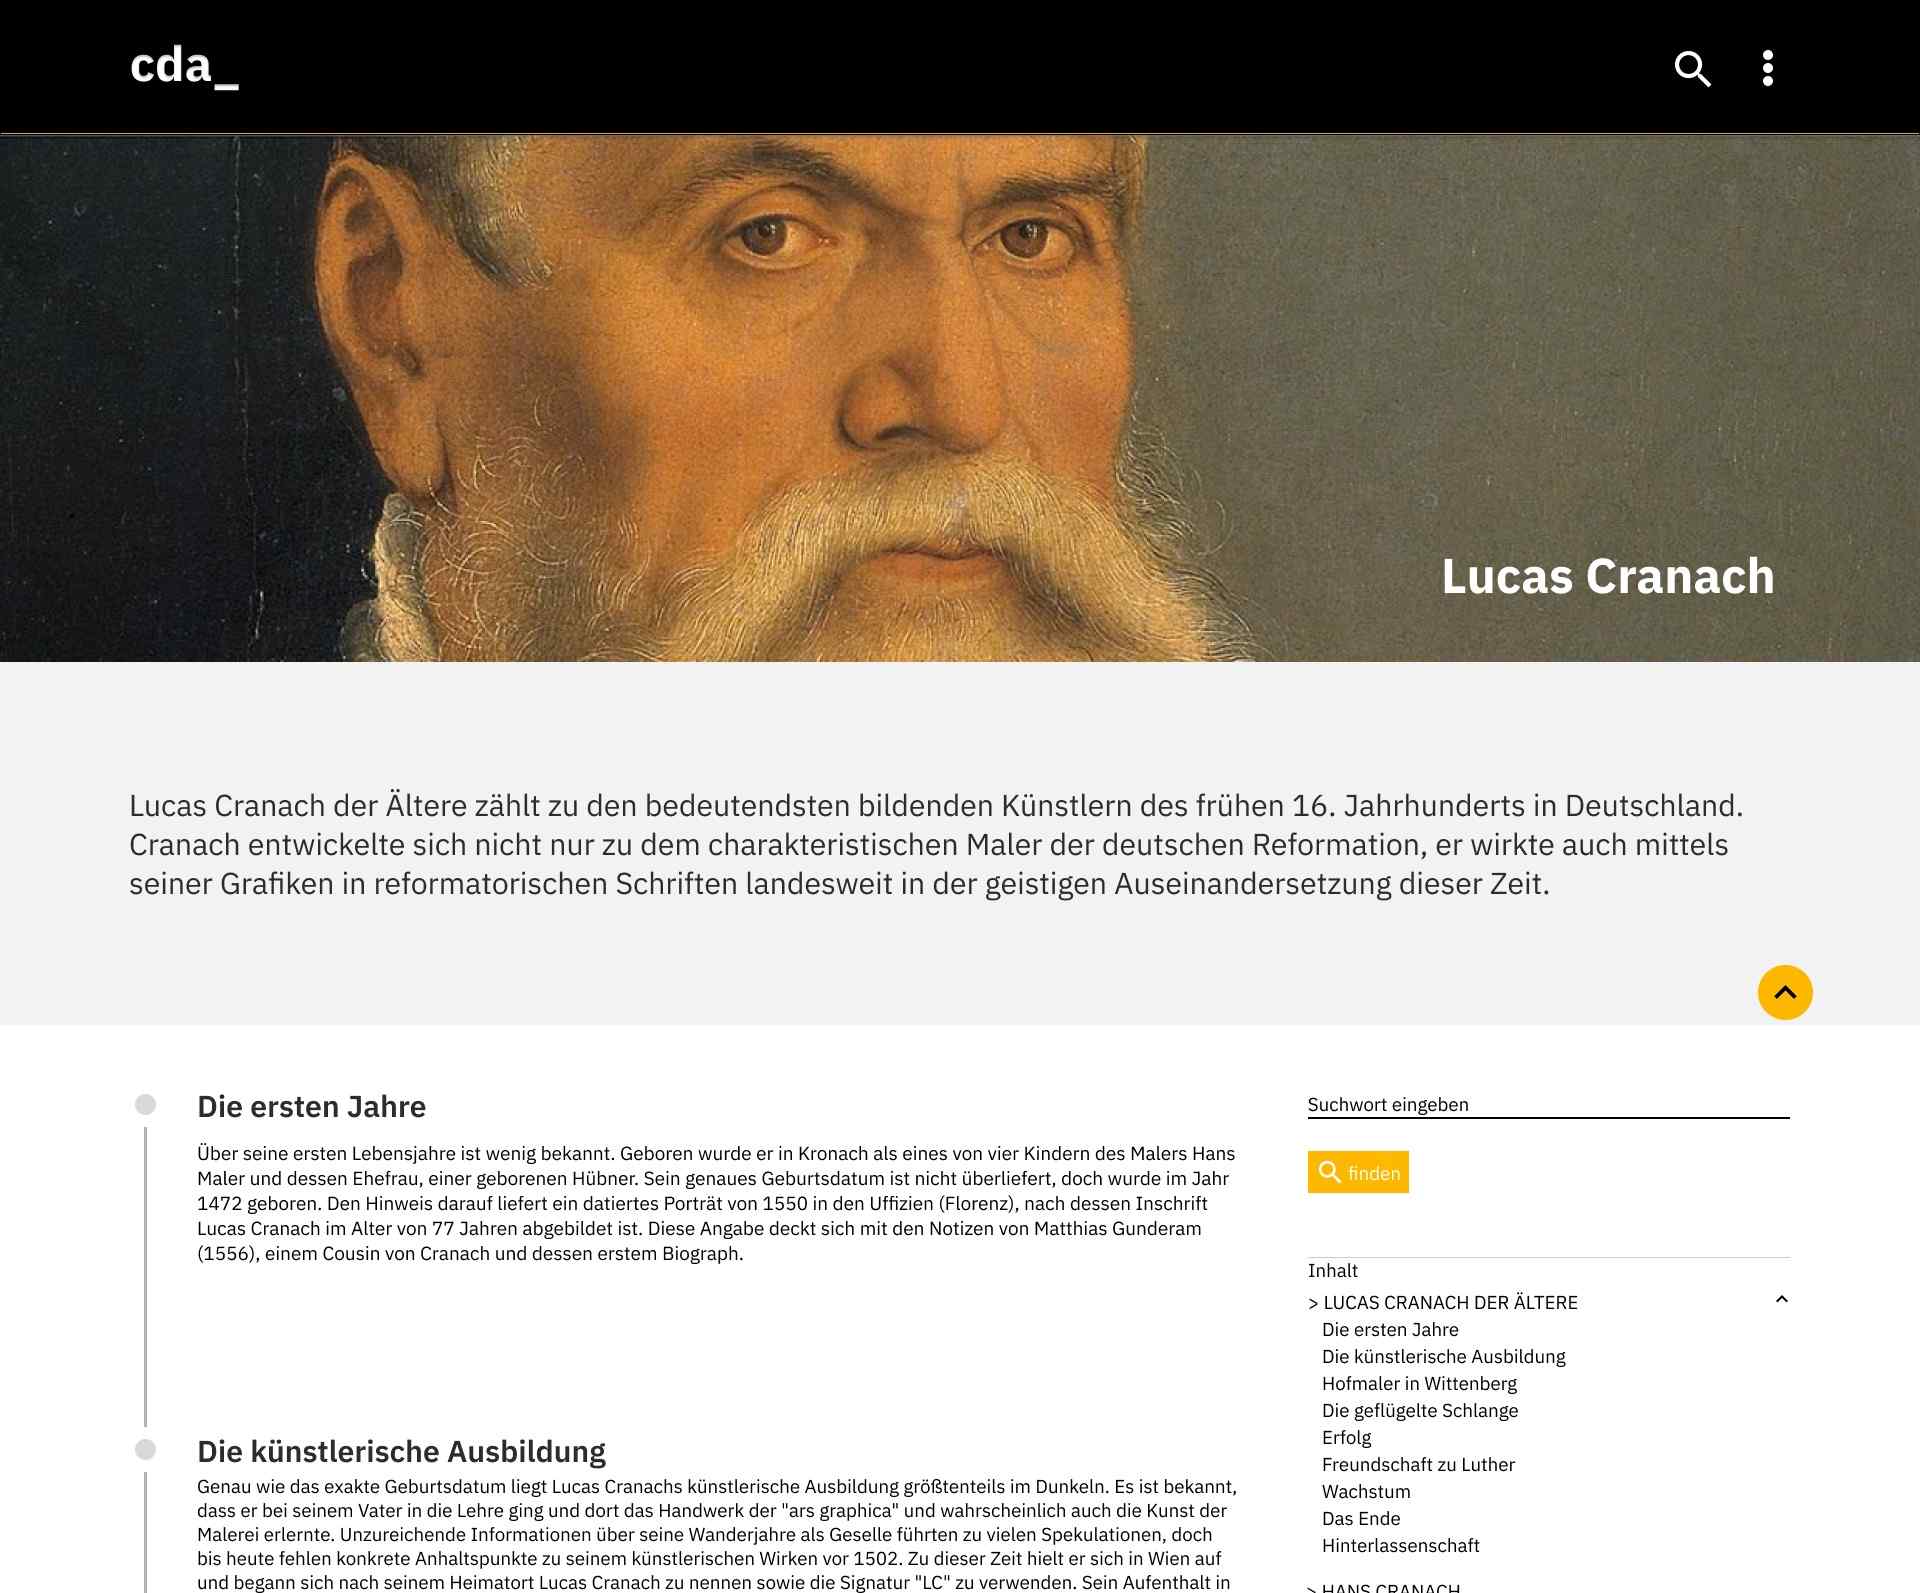 cda_
Lucas Cranach
Lucas Cranach der Ältere zählt zu den bedeutendsten bildenden Künstlern des frühen 16. Jahrhunderts in Deutschland.
Cranach entwickelte sich nicht nur zu dem charakteristischen Maler der deutschen Reformation, er wirkte auch mittels
seiner Grafiken in reformatorischen Schriften landesweit in der geistigen Auseinandersetzung dieser Zeit.
Die ersten Jahre
Über seine ersten Lebensjahre ist wenig bekannt. Geboren wurde er in Kronach als eines von vier Kindern des Malers Hans
Maler und dessen Ehefrau, einer geborenen Hübner. Sein genaues Geburtsdatum ist nicht überliefert, doch wurde im Jahr
1472 geboren. Den Hinweis darauf liefert ein datiertes Porträt von 1550 in den Uffizien (Florenz), nach dessen Inschrift
Lucas Cranach im Alter von 77 Jahren abgebildet ist. Diese Angabe deckt sich mit den Notizen von Matthias Gunderam
(1556), einem Cousin von Cranach und dessen erstem Biograph.
Die künstlerische Ausbildung
Genau wie das exakte Geburtsdatum liegt Lucas Cranachs künstlerische Ausbildung größtenteils im Dunkeln. Es ist bekannt,
dass er bei seinem Vater in die Lehre ging und dort das Handwerk der "ars graphica" und wahrscheinlich auch die Kunst der
Malerei erlernte. Unzureichende Informationen über seine Wanderjahre als Geselle führten zu vielen Spekulationen, doch
bis heute fehlen konkrete Anhaltspunkte zu seinem künstlerischen Wirken vor 1502. Zu dieser Zeit hielt er sich in Wien auf
und begann sich nach seinem Heimatort Lucas Cranach zu nennen sowie die Signatur "LC" zu verwenden. Sein Aufenthalt in
Suchwort eingeben
finden
Inhalt
> LUCAS CRANACH DER ÄLTERE
Die ersten Jahre
Die künstlerische Ausbildung
Hofmaler in Wittenberg
Die geflügelte Schlange
Erfolg
Freundschaft zu Luther
Wachstum
Das Ende
Hinterlassenschaft
> HANS CRANACH